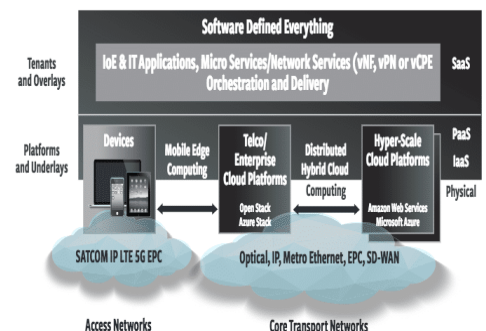 Software Defined Everything
Tenants
and Overlays
IoE & IT Applications, Micro Services/Network Services (vNF, vPN or vCPE
Orchestration and Delivery
SaaS
Platforms
and Underlays
Devices
Mobile Edge
Computing
Telco/
Enterprise
Cloud Platforms
Open Stack
Azure Stack
Distributed
Hybrid Cloud
Computing
Hyper-Scale
Cloud Platforms
Amazon Web Services
Microsoft Azure
PaaS
IaaS
Physical
SATCOM IP LTE 5G EPC
Optical, IP, Metro Ethernet, EPC, SD-WAN
Access Networks
Core Transport Networks